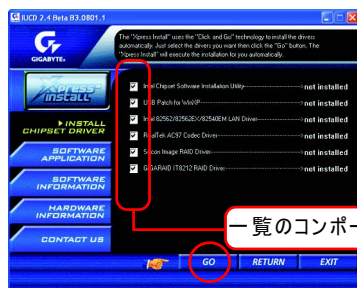 IUCD 2.4 Beta B3.0801.1
GIGABYTE
The "Xpress Install" uses the "Click and Go" technology to install the drivers
automatically. Just select the drivers you want then click the "GO" button. The
"Xpress Install" will execute the installation for you automatically.
Xpress
INSTALL
INSTALL
CHIPSET DRIVER
SOFTWARE
APPLICATION
SOFTWARE
INFORMATION
HARDWARE
INFORMATION
CONTACT US
Intel Chipset Software Installation Utility not installed
USB Patch for WinXP not installed
Intel 82562/82562EX/82540EM LAN Driver not installed
RealTek AC97 Codec Driver not installed
Silicon Image RAID Driver not installed
GIGARAID IT8212 RAID Driver not installed
一覧のコンポー
GO
RETURN
EXIT